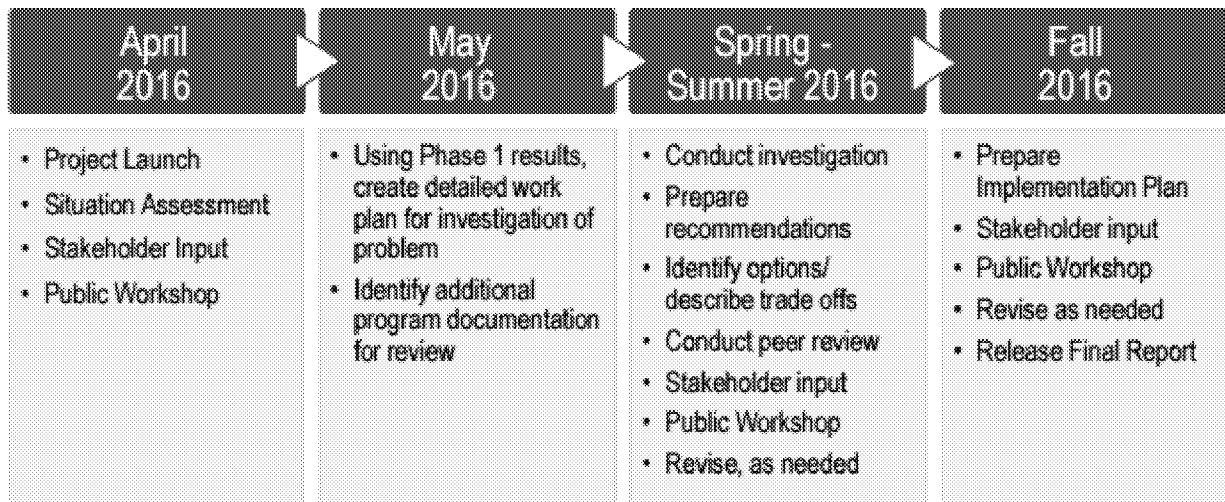 April
2016
May
2016
Spring -
Summer 2016
Fall
2016
• Project Launch
• Situation Assessment
• Stakeholder Input
• Public Workshop
• Using Phase 1 results,
create detailed work
plan for investigation of
problem
• Identify additional
program documentation
for review
• Conduct investigation
• Prepare
recommendations
• Identify options/
describe trade offs
• Conduct peer review
• Stakeholder input
• Public Workshop
• Revise, as needed
• Prepare
Implementation Plan
• Stakeholder input
• Public Workshop
• Revise as needed
• Release Final Report